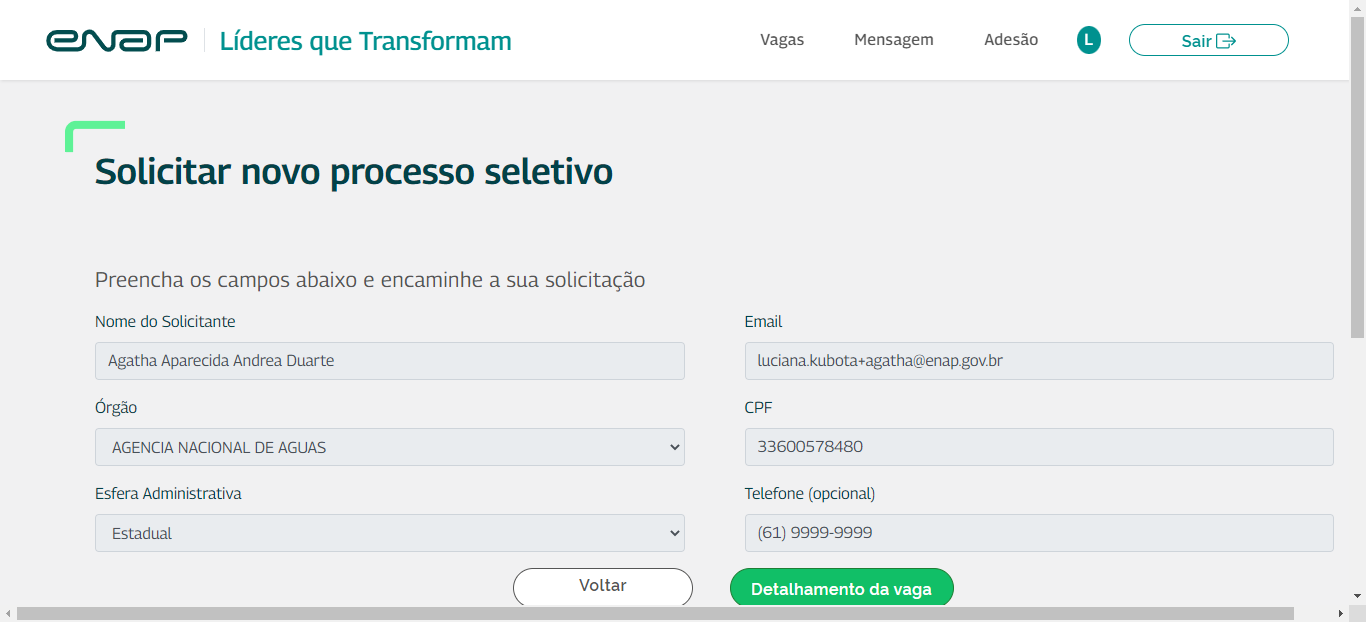 enap
Líderes que Transformam
Vagas
Mensagem
Adesão
L
Sair
Solicitar novo processo seletivo
Preencha os campos abaixo e encaminhe a sua solicitação
Nome do Solicitante
Agatha Aparecida Andrea Duarte
Email
luciana.kubota+agatha@enap.gov.br
Órgão
AGENCIA NACIONAL DE AGUAS
CPF
33600578480
Esfera Administrativa
Estadual
Telefone (opcional)
(61) 9999-9999
Voltar
Detalhamento da vaga